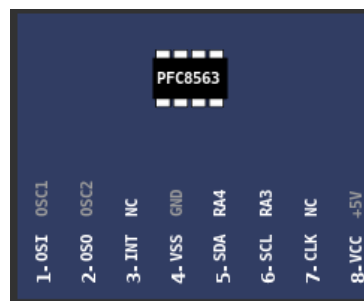 PFC8563
1-OSI OSC1
2-OSO OSC2
3-INT NC
4-VSS GND
5-SDA RA4
6-SCL RA3
7-CLK NC
8-VCC +5V